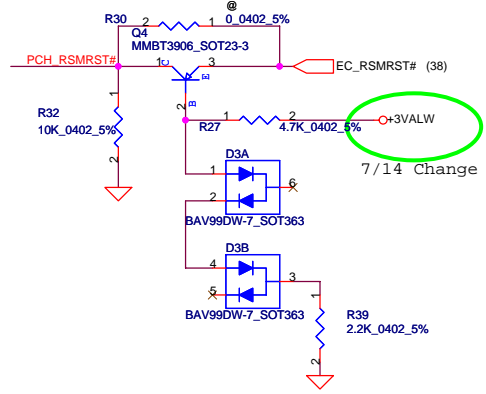 @
R30 2 1 0_0402_5%
Q4
MMBT3906_SOT23-3
PCH_RSMRST# 1 C 3 E EC_RSMRST# (38)
2 B
1
R32
10K_0402_5%
2
R27 1 2 4.7K_0402_5% +3VALW
7/14 Change
D3A
1 6
2
BAV99DW-7_SOT363
D3B
4 3
5
BAV99DW-7_SOT363
1
R39
2.2K_0402_5%
2